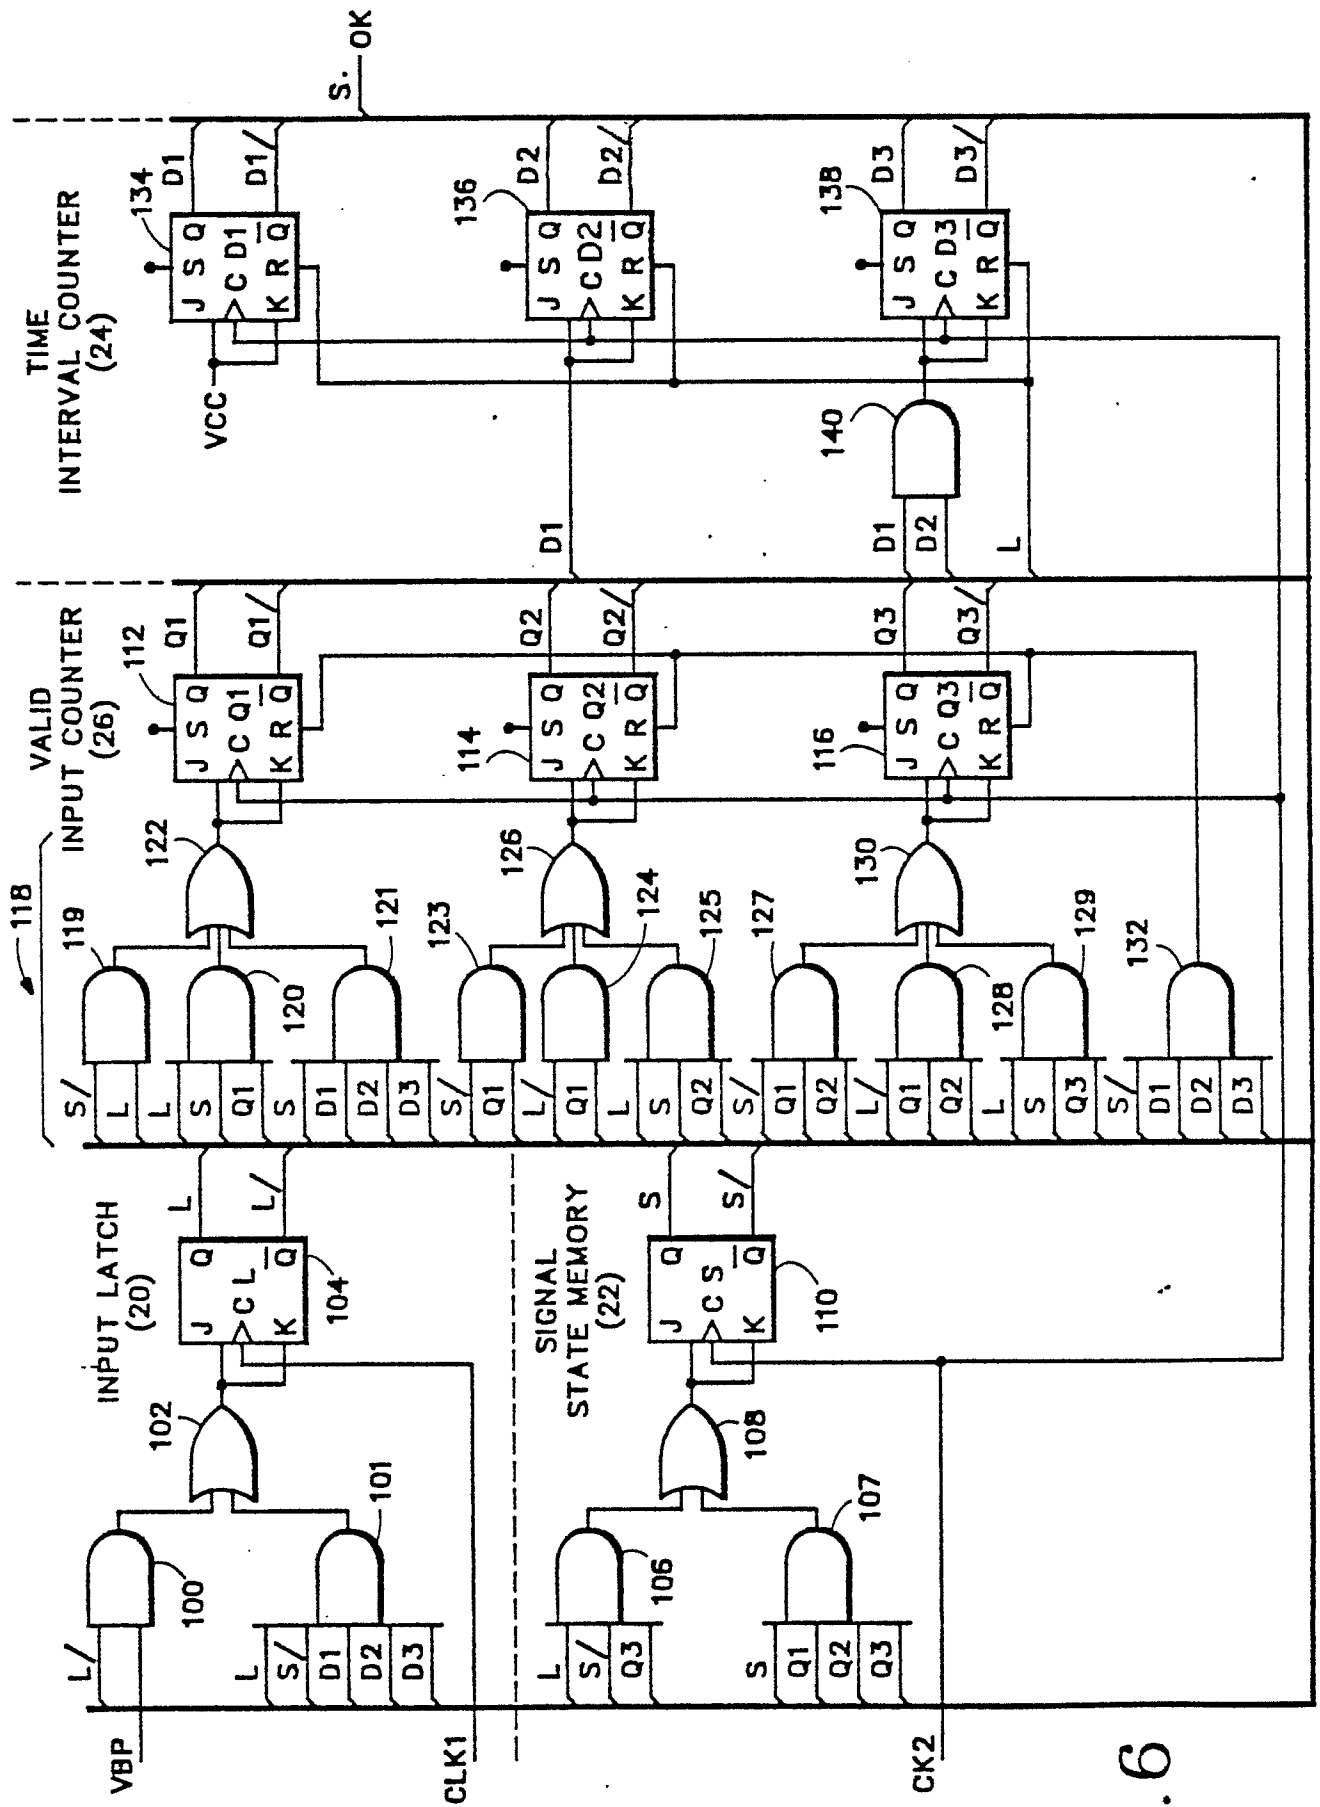 INPUT LATCH
(20)
L/
VBP
100
L
S/
D1
D2
D3
101
102
J
C L
K
Q
Q
104
L
L/
CLK1
SIGNAL
STATE MEMORY
(22)
L
S/
Q3
106
S
Q1
Q2
Q3
107
108
J
C S
K
Q
Q
110
S
S/
CK2
118
VALID
INPUT COUNTER
(26)
S/
L
119
L
S
Q1
120
S
D1
D2
D3
121
122
J S Q
C Q1
K R Q
112
Q1
Q1/
S/
Q1
123
L/
Q1
124
L
S
Q2
125
126
J S Q
C Q2
K R Q
114
Q2
Q2/
S/
Q1
Q2
127
L/
Q1
Q2
128
L
S
Q3
129
130
J S Q
C Q3
K R Q
116
Q3
Q3/
S/
D1
D2
D3
132
TIME
INTERVAL COUNTER
(24)
VCC
J S Q
C D1
K R Q
134
D1
D1/
D1
J S Q
C D2
K R Q
136
D2
D2/
D1
D2
140
L
J S Q
C D3
K R Q
138
D3
D3/
S. OK
. 6